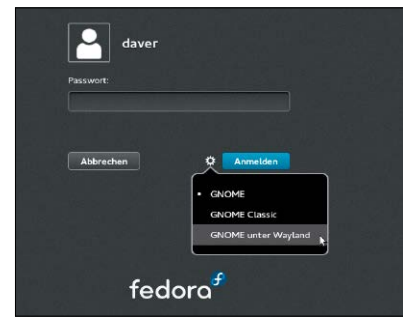 daver
Passwort:
Abbrechen
Anmelden
GNOME
GNOME Classic
GNOME unter Wayland
fedora